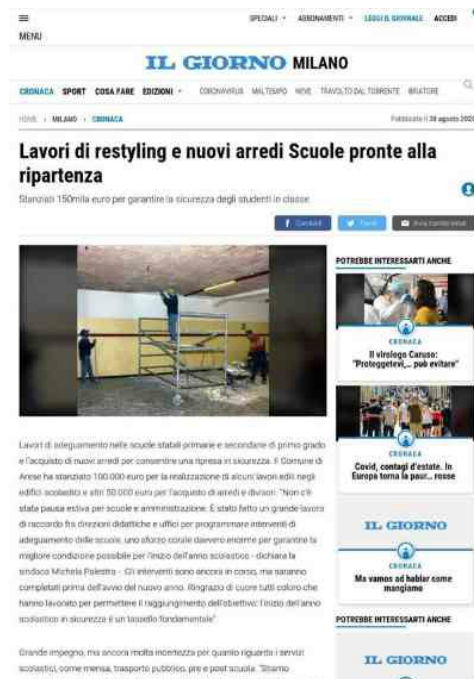 SPECIALI
ABBONAMENTI
LEGGI IL GIORNALE
ACCEDI
MENU
IL GIORNO MILANO
CRONACA SPORT COSA FARE EDIZIONI CORONAVIRUS MALTEMPO NEVE TRAVOLTO DAL TORRENTE BRIATORE
HOME › MILANO › CRONACA
Pubblicato il 30 agosto 2020
Lavori di restyling e nuovi arredi Scuole pronte alla
ripartenza
Stanziati 150mila euro per garantire la sicurezza degli studenti in classe
Condividi
Tweet
Invia tramite email
Lavori di adeguamento nelle scuole statali primarie e secondarie di primo grado
e l'acquisto di nuovi arredi per consentire una ripresa in sicurezza. Il Comune di
Arese ha stanziato 100.000 euro per la realizzazione di alcuni lavori edili negli
edifici scolastici e altri 50.000 euro per l'acquisto di arredi e divisori. "Non c'è
stata pausa estiva per scuole e amministrazione. È stato fatto un grande lavoro
di raccordo fra direzioni didattiche e uffici per programmare interventi di
adeguamento delle scuole, uno sforzo corale davvero enorme per garantire la
migliore condizione possibile per l'inizio dell'anno scolastico - dichiara la
sindaca Michela Palestra - Gli interventi sono ancora in corso, ma saranno
completati prima dell'avvio del nuovo anno. Ringrazio di cuore tutti coloro che
hanno lavorato per permettere il raggiungimento dell'obiettivo: l'inizio dell'anno
scolastico in sicurezza è un tassello fondamentale".
Grande impegno, ma ancora molta incertezza per quanto riguarda i servizi
scolastici, come mensa, trasporto pubblico, pre e post scuola. "Stiamo
POTREBBE INTERESSARTI ANCHE
CRONACA
Il virologo Caruso:
"Proteggetevi,... può evitare"
CRONACA
Covid, contagi d'estate. In
Europa torna la paur... rosse
IL GIORNO
CRONACA
Ma vamos ad hablar come
mangiamo
POTREBBE INTERESSARTI ANCHE
IL GIORNO